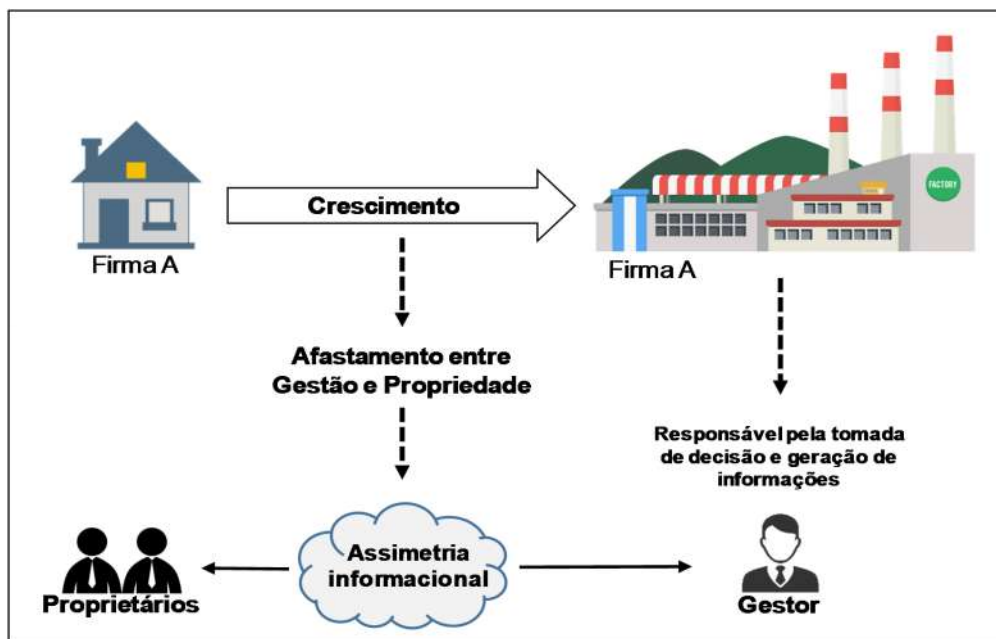 Crescimento
FACTORY
Firma A
Firma A
Afastamento entre
Gestão e Propriedade
Responsável pela tomada
de decisão e geração de
informações
Assimetria
informacional
Proprietários
Gestor